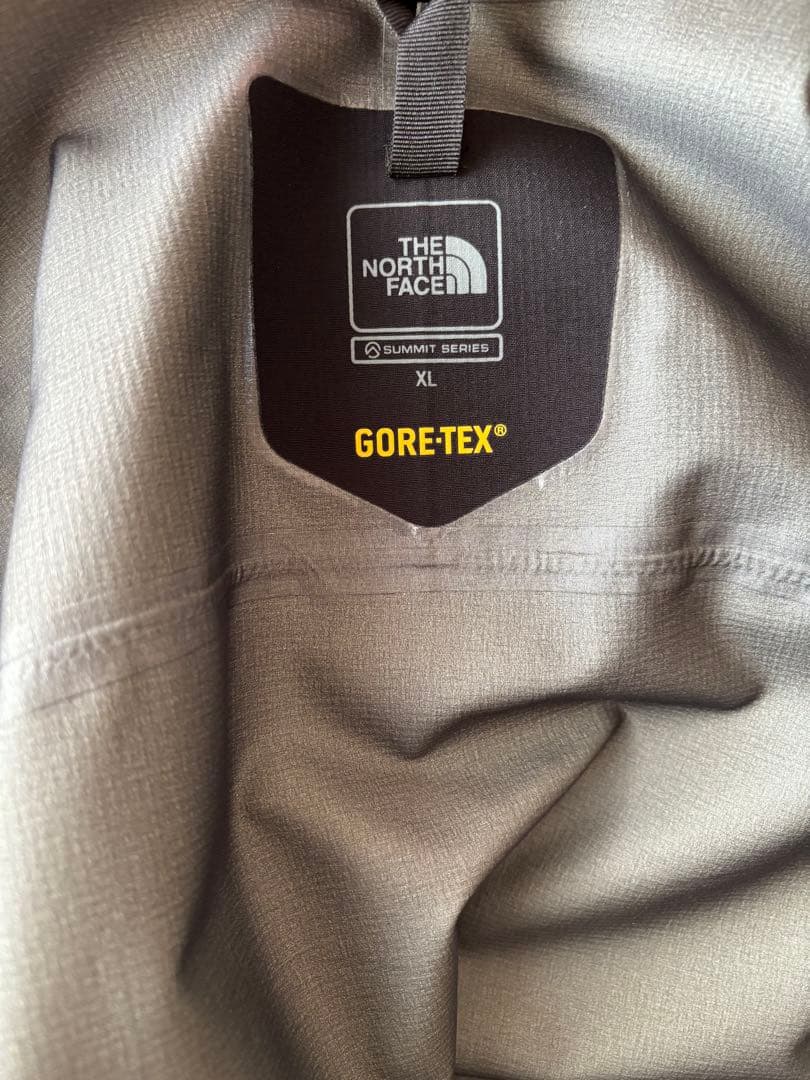 THE
NORTH
FACE
SUMMIT SERIES
XL
GORE-TEX®